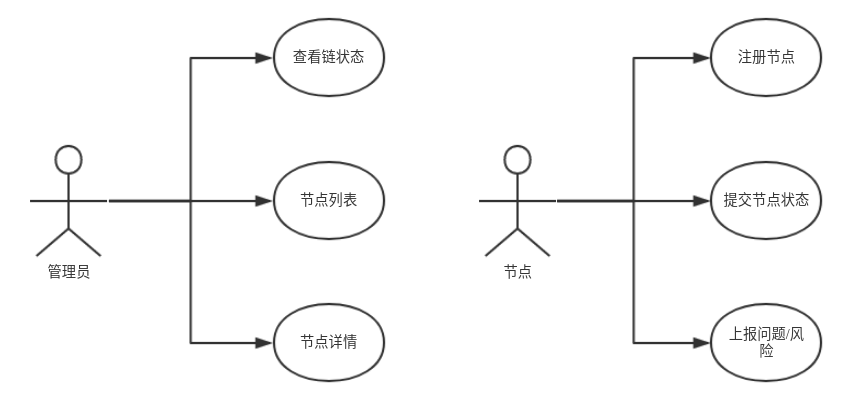 查看链状态
注册节点
节点列表
提交节点状态
管理员
节点
节点详情
上报问题/风
险